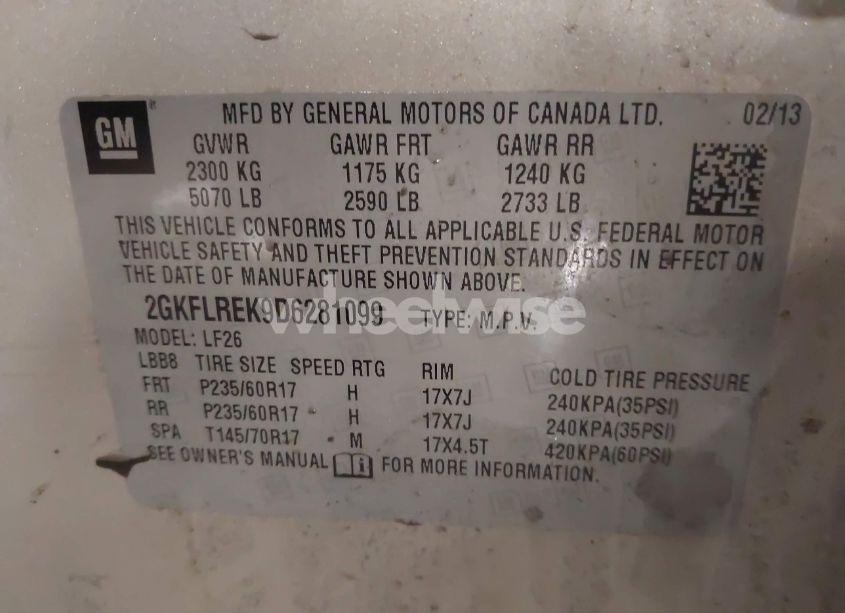 GM
MFD BY GENERAL MOTORS OF CANADA LTD. 02/13
GVWR GAWR FRT GAWR RR
2300 KG 1175 KG 1240 KG
5070 LB 2590 LB 2733 LB
THIS VEHICLE CONFORMS TO ALL APPLICABLE U.S. FEDERAL MOTOR
VEHICLE SAFETY AND THEFT PREVENTION STANDARDS IN EFFECT ON
THE DATE OF MANUFACTURE SHOWN ABOVE.
2GKFLREK9D6281099 TYPE: M.P.V.
wheelwise
MODEL: LF26
LBB8 TIRE SIZE SPEED RTG RIM COLD TIRE PRESSURE
FRT P235/60R17 H 17X7J 240KPA(35PSI)
RR P235/60R17 H 17X7J 240KPA(35PSI)
SPA T145/70R17 M 17X4.5T 420KPA(60PSI)
SEE OWNER'S MANUAL FOR MORE INFORMATION.